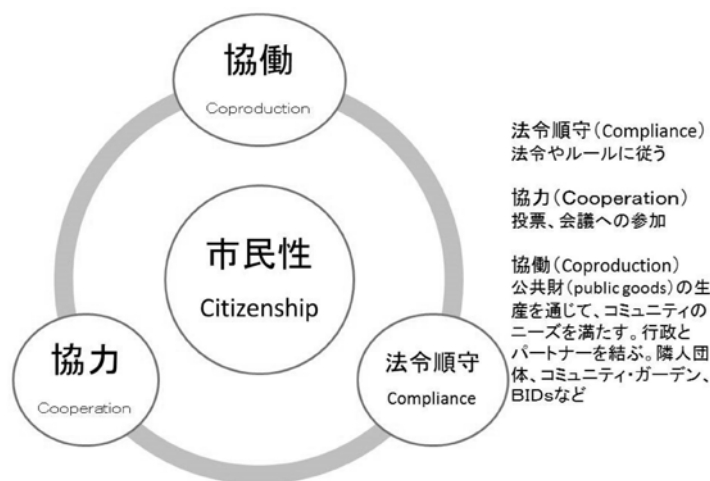 協働
Coproduction
市民性
Citizenship
協力
Cooperation
法令順守
Compliance
法令順守(Compliance)
法令やルールに従う
協力(Cooperation)
投票、会議への参加
協働(Coproduction)
公共財(public goods)の生
産を通じて、コミュニティの
ニーズを満たす。行政と
パートナーを結ぶ。隣人団
体、コミュニティ・ガーデン、
BIDsなど